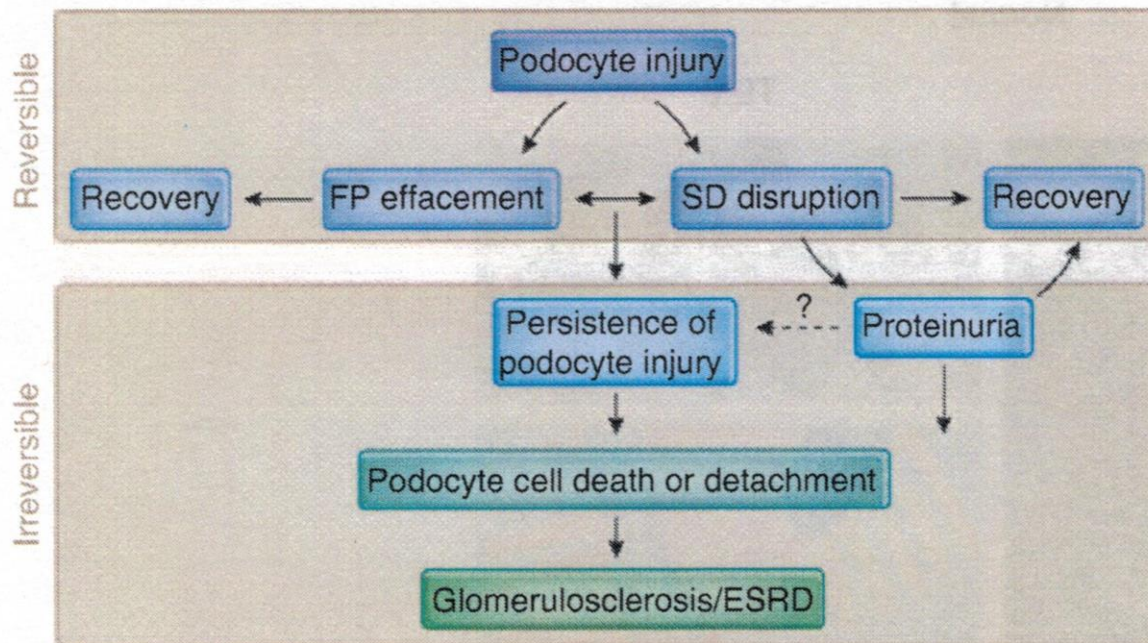 Reversible
Podocyte injury
Recovery
FP effacement
SD disruption
Recovery
Irreversible
Persistence of
podocyte injury
?
Proteinuria
Podocyte cell death or detachment
Glomerulosclerosis/ESRD